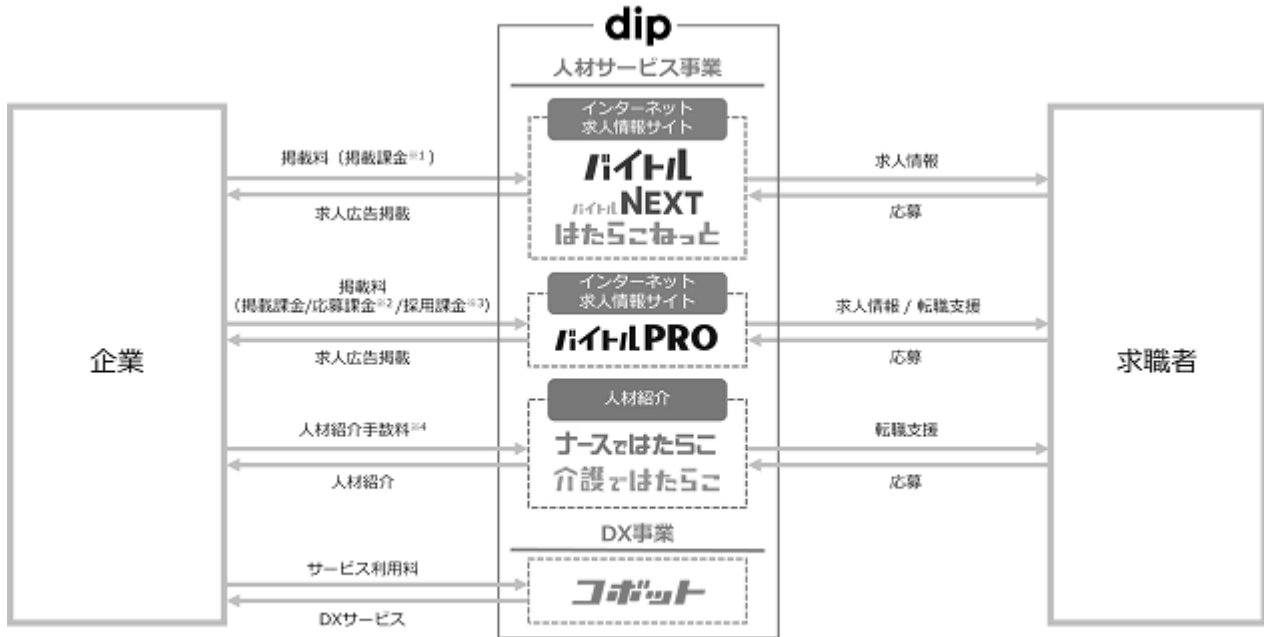 dip
人材サービス事業
インターネット
求人情報サイト
掲載料（掲載課金※1）
求人広告掲載
バイトル
バイトルNEXT
はたらこねっと
求人情報
応募
企業
掲載料
(掲載課金/応募課金※2/採用課金※3)
求人広告掲載
インターネット
求人情報サイト
バイトルPRO
求人情報 / 転職支援
応募
求職者
人材紹介手数料※4
人材紹介
人材紹介
ナースではたらこ
介護ではたらこ
転職支援
応募
DX事業
サービス利用料
DXサービス
コボット